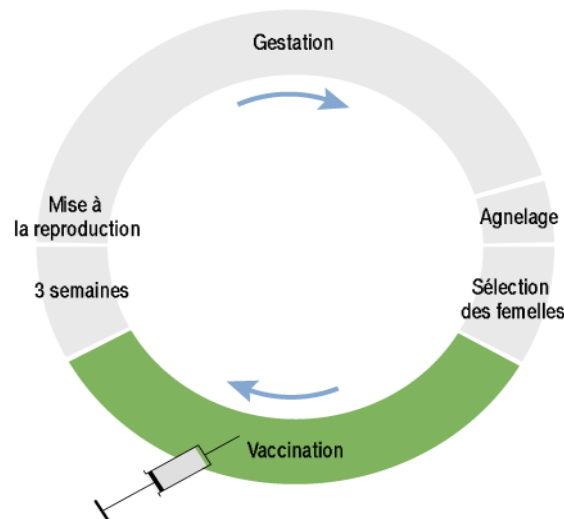 Gestation
Mise à
la reproduction
Agnelage
3 semaines
Sélection
des femelles
Vaccination